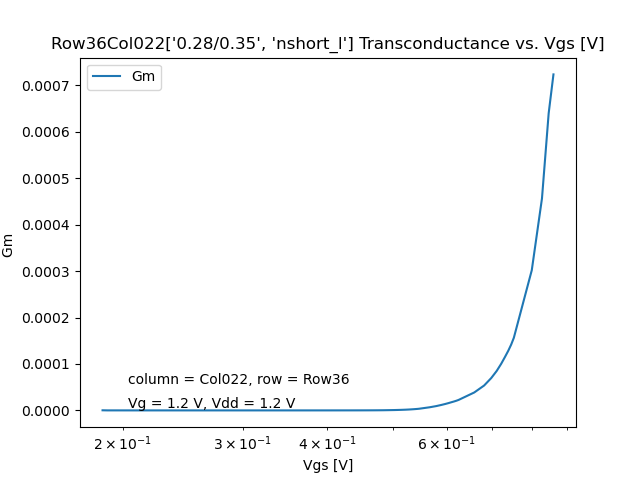 Row36Col022['0.28/0.35', 'nshort_l'] Transconductance vs. Vgs [V]
Gm
0.0007
0.0006
0.0005
0.0004
0.0003
0.0002
0.0001
0.0000
Gm
column = Col022, row = Row36
Vg = 1.2 V, Vdd = 1.2 V
2 × 10⁻¹ 3 × 10⁻¹ 4 × 10⁻¹ 6 × 10⁻¹
Vgs [V]